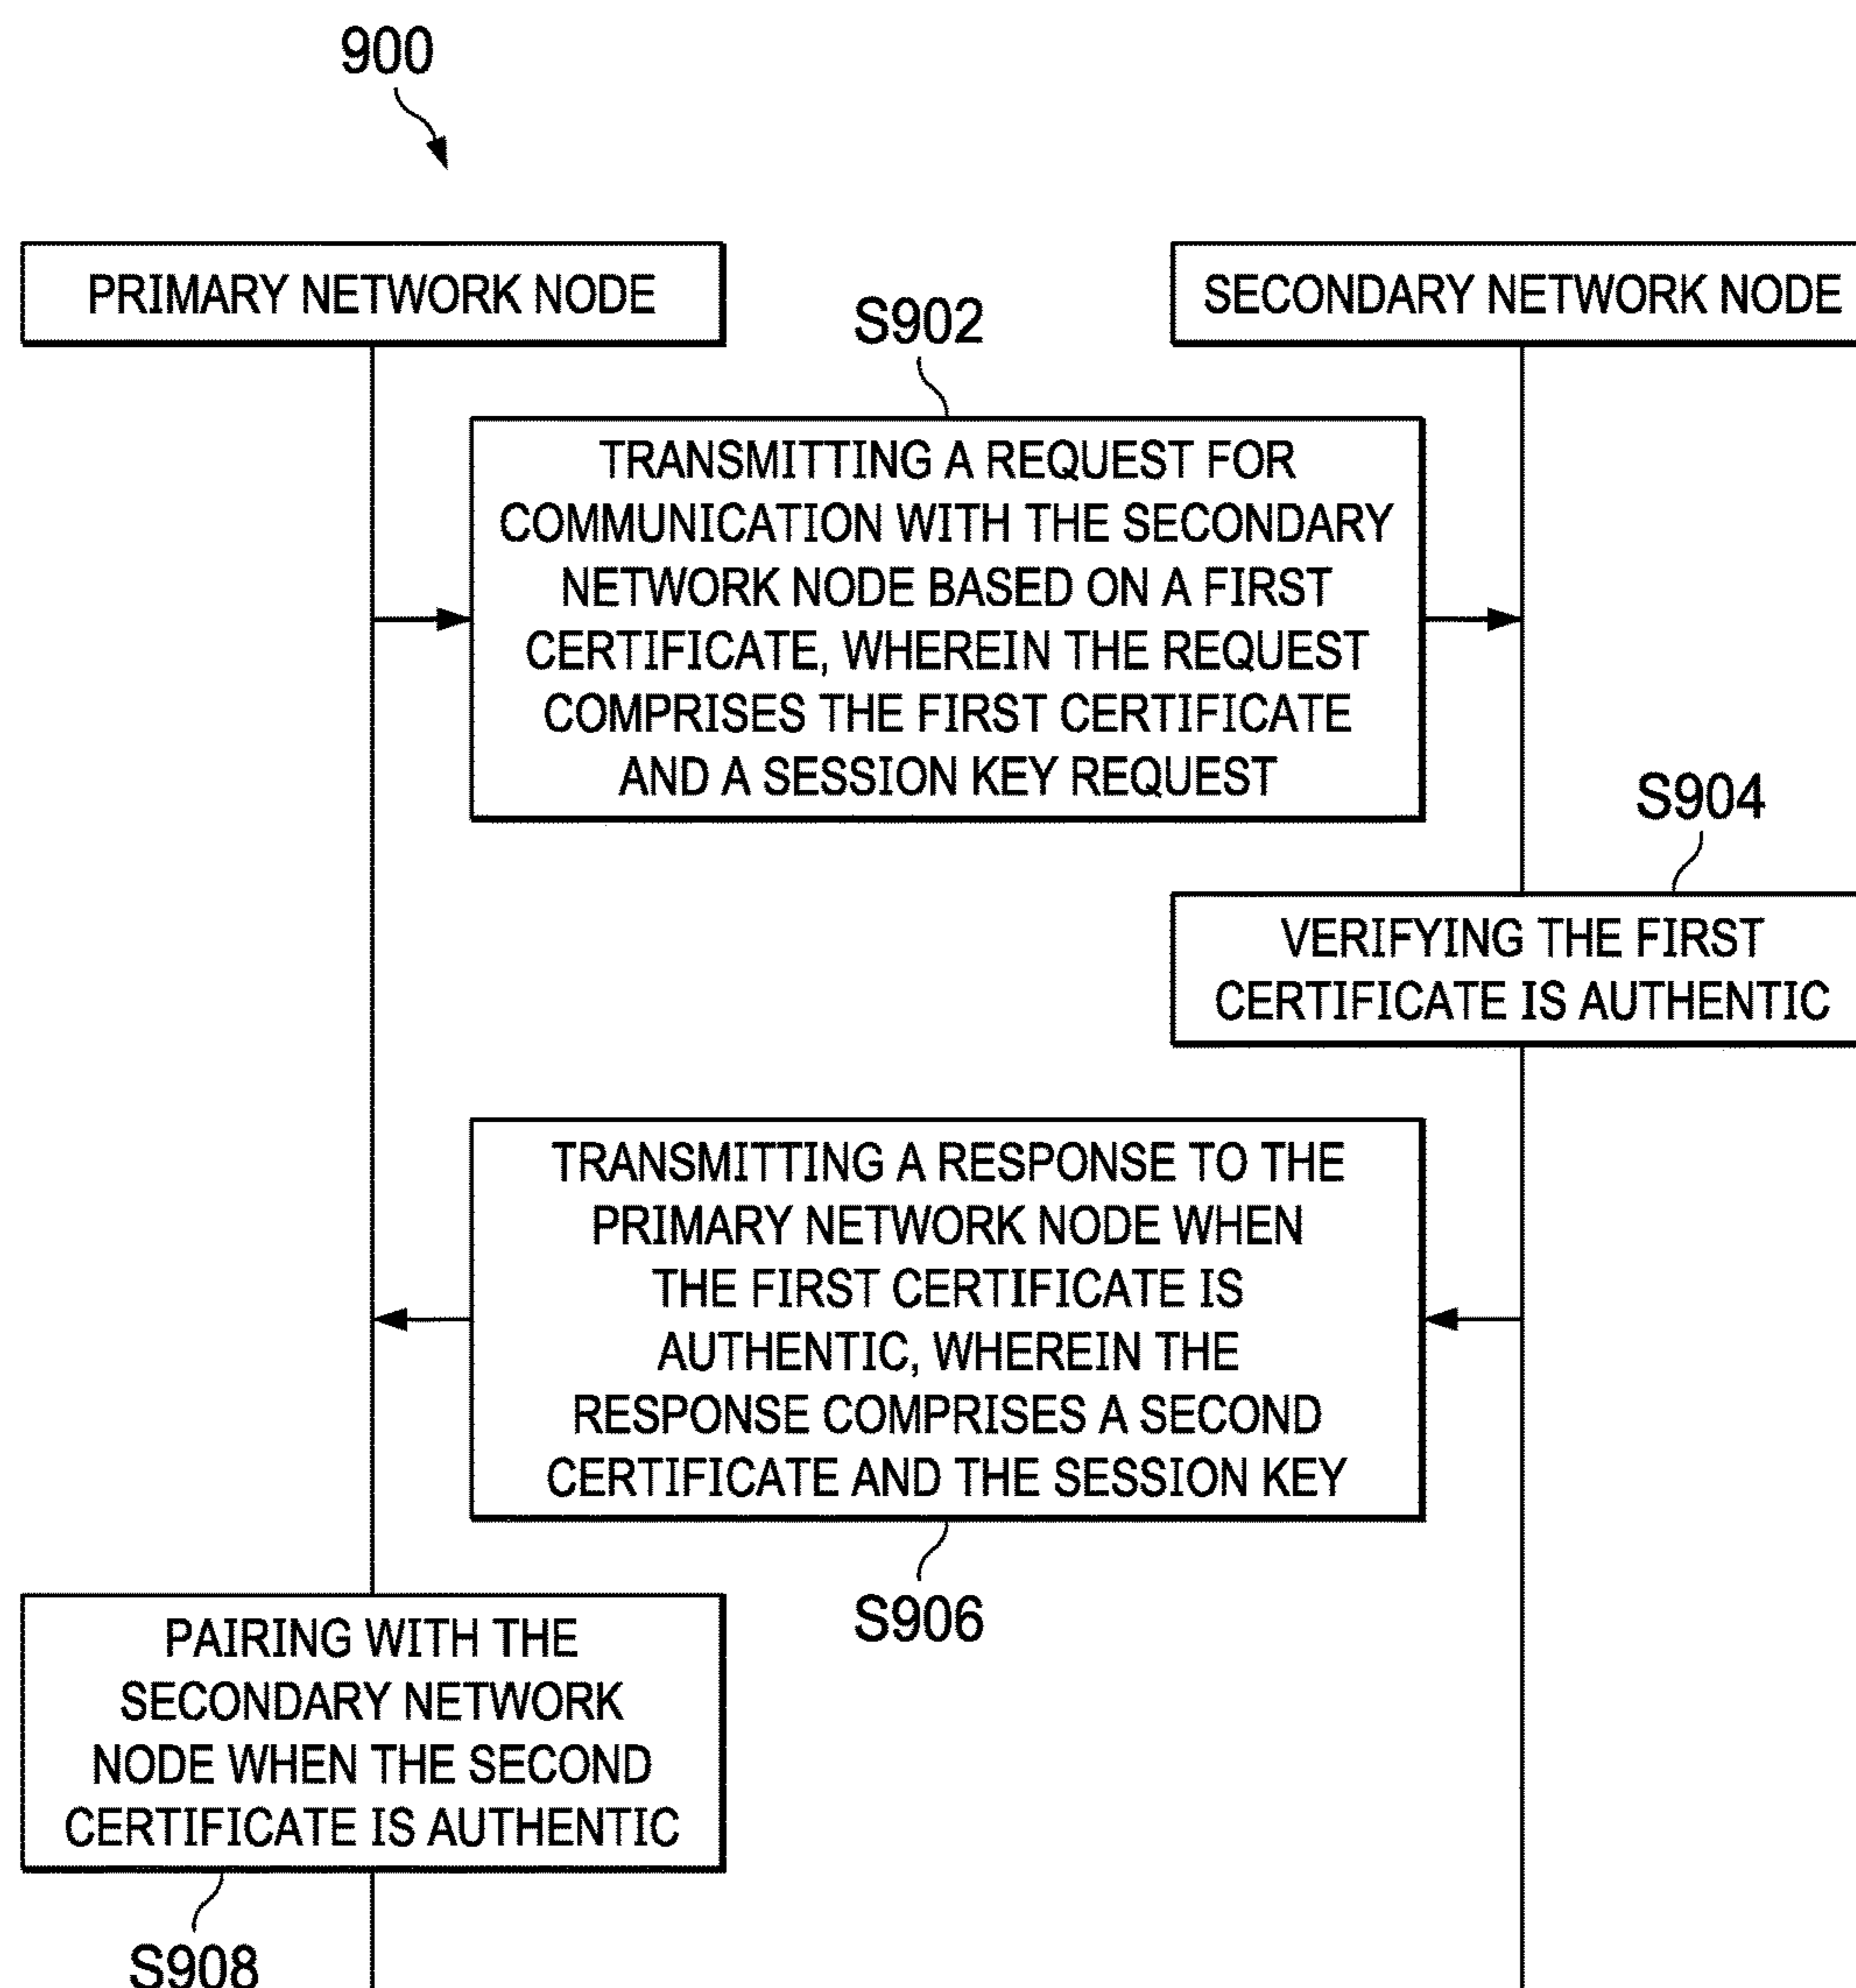 900
PRIMARY NETWORK NODE
SECONDARY NETWORK NODE
S902
TRANSMITTING A REQUEST FOR
COMMUNICATION WITH THE SECONDARY
NETWORK NODE BASED ON A FIRST
CERTIFICATE, WHEREIN THE REQUEST
COMPRISES THE FIRST CERTIFICATE
AND A SESSION KEY REQUEST
S904
VERIFYING THE FIRST
CERTIFICATE IS AUTHENTIC
TRANSMITTING A RESPONSE TO THE
PRIMARY NETWORK NODE WHEN
THE FIRST CERTIFICATE IS
AUTHENTIC, WHEREIN THE
RESPONSE COMPRISES A SECOND
CERTIFICATE AND THE SESSION KEY
S906
PAIRING WITH THE
SECONDARY NETWORK
NODE WHEN THE SECOND
CERTIFICATE IS AUTHENTIC
S908